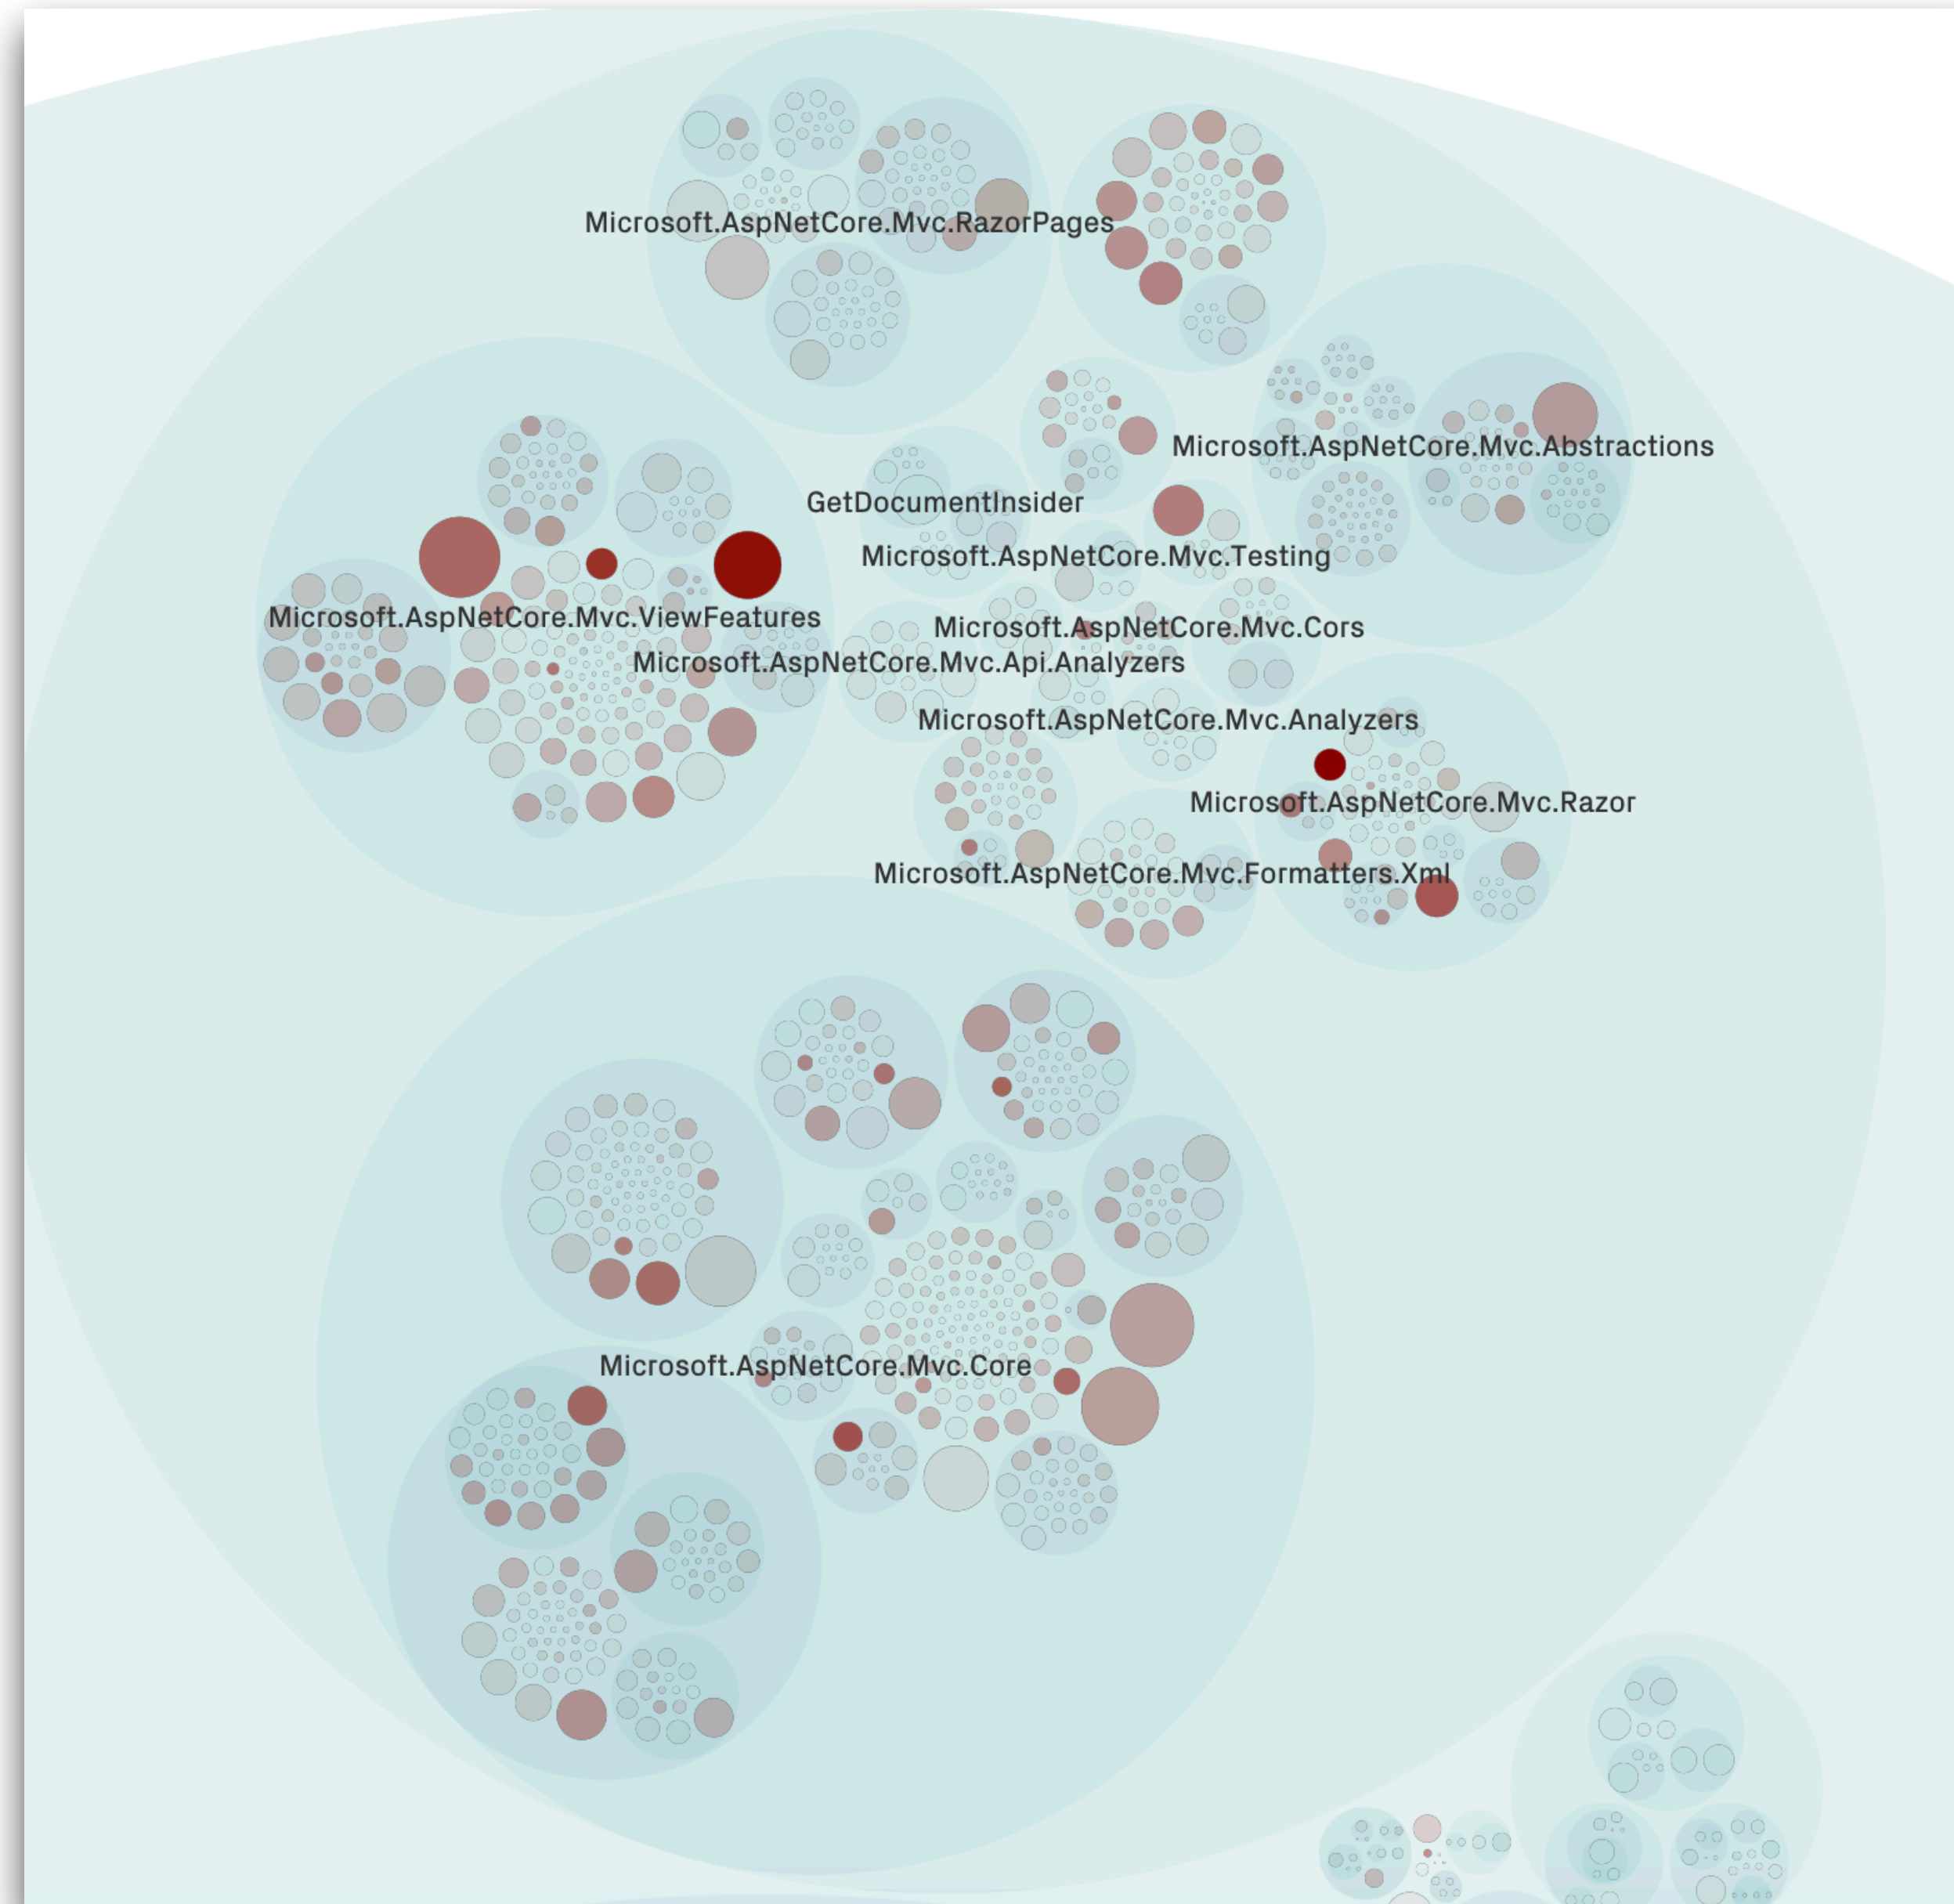 Microsoft.AspNetCore.Mvc.RazorPages
Microsoft.AspNetCore.Mvc.Abstractions
GetDocumentInsider
Microsoft.AspNetCore.Mvc.Testing
Microsoft.AspNetCore.Mvc.ViewFeatures
Microsoft.AspNetCore.Mvc.Cors
Microsoft.AspNetCore.Mvc.Api.Analyzers
Microsoft.AspNetCore.Mvc.Analyzers
Microsoft.AspNetCore.Mvc.Razor
Microsoft.AspNetCore.Mvc.Formatters.Xml
Microsoft.AspNetCore.Mvc.Core